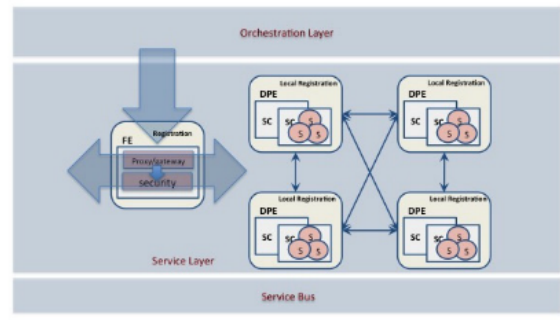 Orchestration Layer
Registration
FE
Proxy/gateway
security
Local Registration
DPE
SC
SC
S
S
S
Local Registration
DPE
SC
SC
S
S
S
Local Registration
DPE
SC
SC
S
S
S
Local Registration
DPE
SC
SC
S
S
S
Service Layer
Service Bus